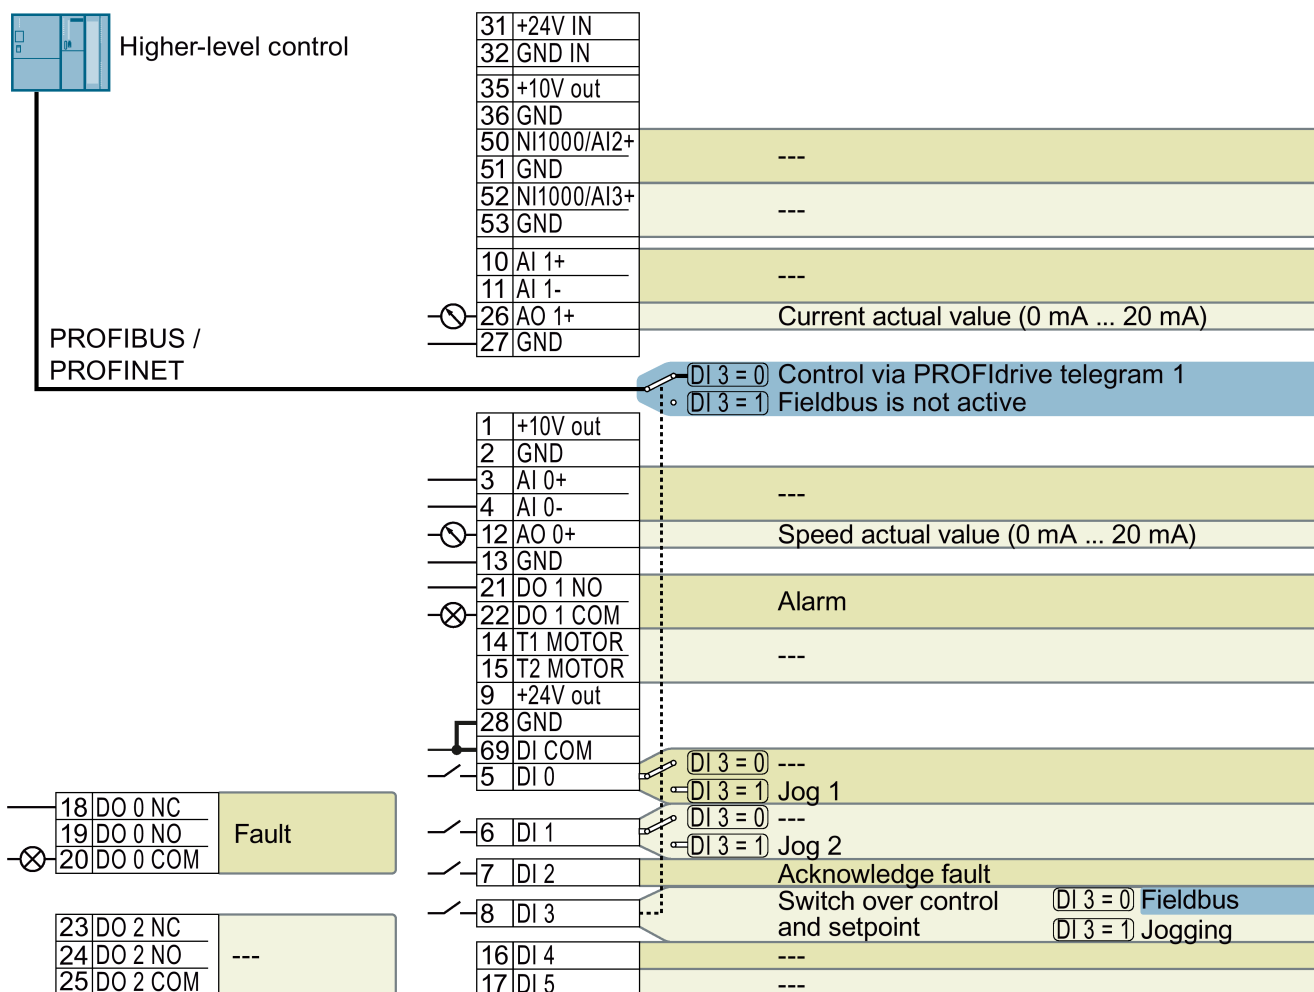 Higher-level control
PROFIBUS /
PROFINET
31 +24V IN
32 GND IN
35 +10V out
36 GND
50 NI1000/AI2+
---
51 GND
52 NI1000/AI3+
---
53 GND
10 AI 1+
---
11 AI 1-
26 AO 1+ Current actual value (0 mA ... 20 mA)
27 GND
DI 3 = 0 Control via PROFIdrive telegram 1
DI 3 = 1 Fieldbus is not active
1 +10V out
2 GND
3 AI 0+
---
4 AI 0-
12 AO 0+ Speed actual value (0 mA ... 20 mA)
13 GND
21 DO 1 NO
Alarm
22 DO 1 COM
14 T1 MOTOR
---
15 T2 MOTOR
9 +24V out
28 GND
69 DI COM
5 DI 0
DI 3 = 0 ---
DI 3 = 1 Jog 1
6 DI 1
DI 3 = 0 ---
DI 3 = 1 Jog 2
7 DI 2 Acknowledge fault
8 DI 3
Switch over control DI 3 = 0 Fieldbus
and setpoint DI 3 = 1 Jogging
16 DI 4 ---
17 DI 5 ---
18 DO 0 NC
19 DO 0 NO Fault
20 DO 0 COM
23 DO 2 NC
24 DO 2 NO ---
25 DO 2 COM